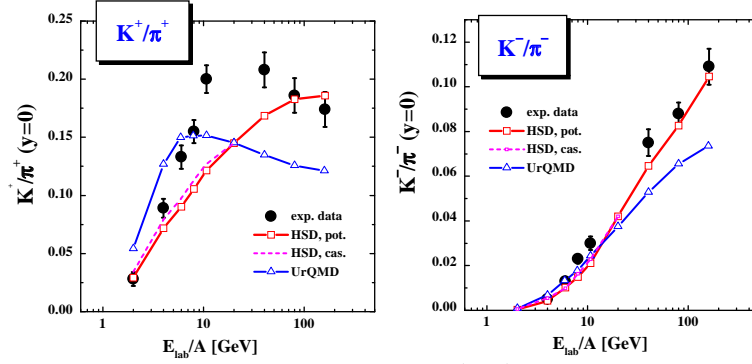 K⁺/π⁺
K⁺/π⁺ (y=0)
0.25
0.20
0.15
0.10
0.05
0.00
exp. data
HSD, pot.
HSD, cas.
UrQMD
1
10
100
E_lab/A [GeV]
K⁻/π⁻
K⁻/π⁻ (y=0)
0.12
0.10
0.08
0.06
0.04
0.02
0.00
exp. data
HSD, pot.
HSD, cas.
UrQMD
1
10
100
E_lab/A [GeV]